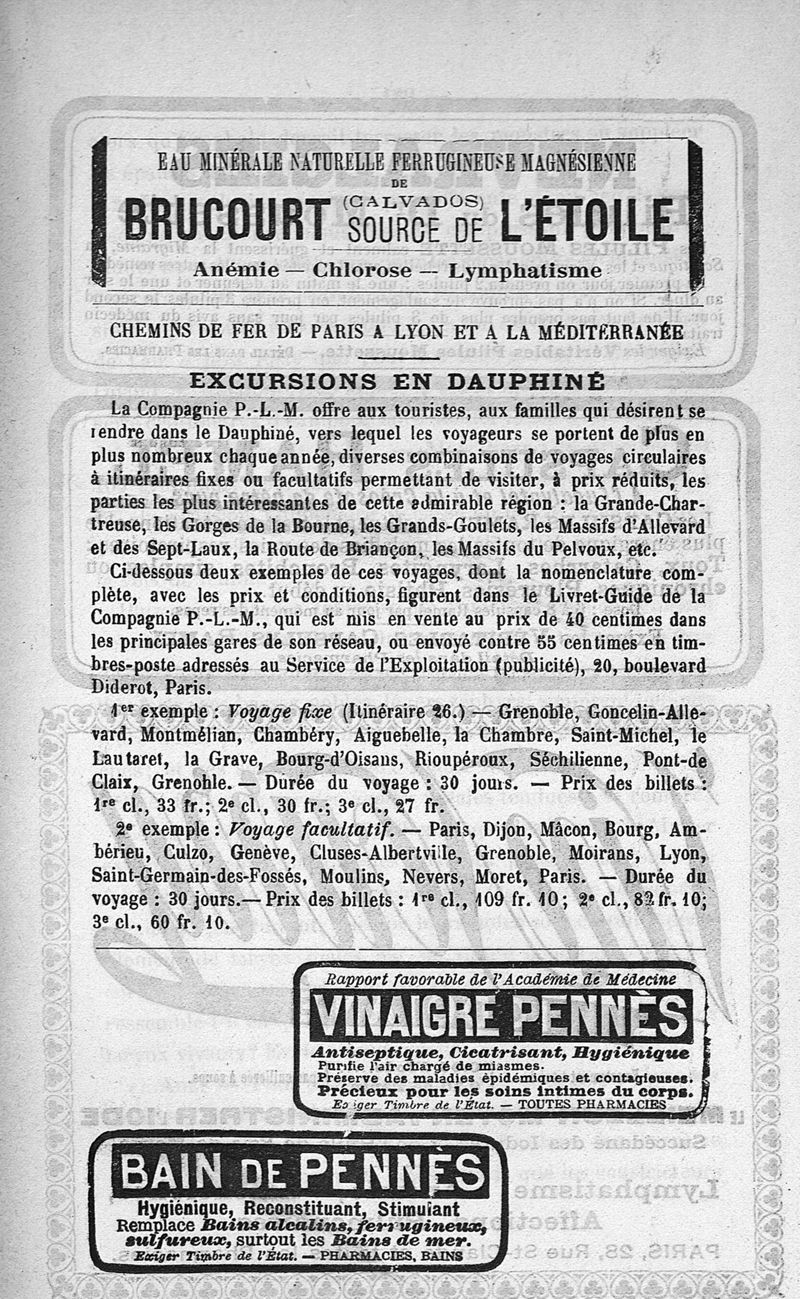 EAU MINÉRALE NATURELLE FERRUGINEUSE MAGNÉSIENNE
DE
BRUCOURT (CALVADOS) SOURCE DE L'ÉTOILE
Anémie — Chlorose — Lymphatisme
CHEMINS DE FER DE PARIS A LYON ET A LA MÉDITERRANÉE
EXCURSIONS EN DAUPHINÉ
La Compagnie P.-L.-M. offre aux touristes, aux familles qui désirent se
rendre dans le Dauphiné, vers lequel les voyageurs se portent de plus en
plus nombreux chaque année, diverses combinaisons de voyages circulaires
à itinéraires fixes ou facultatifs permettant de visiter, à prix réduits, les
parties les plus intéressantes de cette admirable région : la Grande-Char-
treuse, les Gorges de la Bourne, les Grands-Goulets, les Massifs d'Allevard
et des Sept-Laux, la Route de Briançon, les Massifs du Pelvoux, etc.
Ci-dessous deux exemples de ces voyages, dont la nomenclature com-
plète, avec les prix et conditions, figurent dans le Livret-Guide de la
Compagnie P.-L.-M., qui est mis en vente au prix de 40 centimes dans
les principales gares de son réseau, ou envoyé contre 55 centimes en tim-
bres-poste adressés au Service de l'Exploitation (publicité), 20, boulevard
Diderot, Paris.
1er exemple : Voyage fixe (Itinéraire 26.) — Grenoble, Goncelin-Alle-
vard, Montmélian, Chambéry, Aiguebelle, la Chambre, Saint-Michel, le
Lautaret, la Grave, Bourg-d'Oisans, Rioupéroux, Séchilienne, Pont-de
Claix, Grenoble. — Durée du voyage : 30 jours. — Prix des billets :
1re cl., 33 fr.; 2e cl., 30 fr.; 3e cl., 27 fr.
2e exemple : Voyage facultatif. — Paris, Dijon, Mâcon, Bourg, Am-
bérieu, Culzo, Genève, Cluses-Albertville, Grenoble, Moirans, Lyon,
Saint-Germain-des-Fossés, Moulins, Nevers, Moret, Paris. — Durée du
voyage : 30 jours. — Prix des billets : 1re cl., 109 fr. 10; 2e cl., 82 fr. 10;
3e cl., 60 fr. 10.
Rapport favorable de l'Académie de Médecine
VINAIGRE PENNÈS
Antiseptique, Cicatrisant, Hygiénique
Purifie l'air chargé de miasmes.
Préserve des maladies épidémiques et contagieuses.
Précieux pour les soins intimes du corps.
Exiger Timbre de l'État. — TOUTES PHARMACIES
BAIN DE PENNÈS
Hygiénique, Reconstituant, Stimulant
Remplace Bains alcalins, ferrugineux,
sulfureux, surtout les Bains de mer.
Exiger Timbre de l'État. — PHARMACIES, BAINS